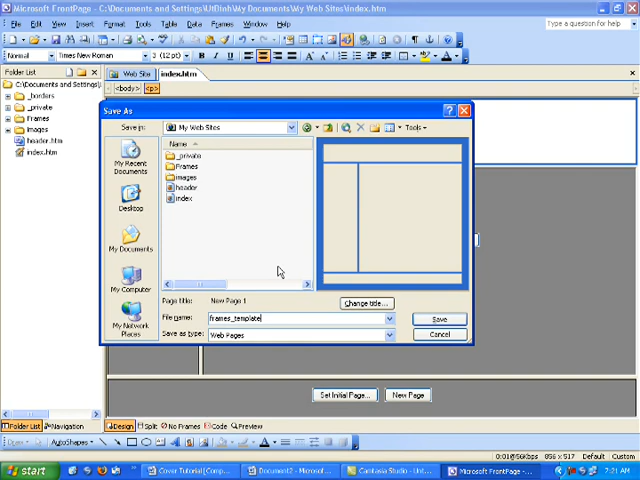 Microsoft FrontPage - C:\Documents and Settings\UtDinh\My Documents\My Web Sites\index.htm
File Edit View Insert Format Tools Table Data Frames Window Help
Type a question for help
Normal Times New Roman 3 (12 pt) B I U
Folder List
Web Site index.htm
C:\Documents and Settings\
<body> <p>
_borders
_private
Frames
images
header.htm
index.htm
Save As
Save in: My Web Sites Tools
My Recent Documents
Desktop
My Documents
My Computer
My Network Places
Name
_private
Frames
images
header
index
Page title: New Page 1 Change title...
File name: frames_template Save
Save as type: Web Pages Cancel
Set Initial Page... New Page
Folder List Navigation Design Split No Frames Code Preview
Draw AutoShapes
0:01@56Kbps 856 x 517 Default Custom
start Cover Tutorial [Comp... Document2 - Microsof... Camtasia Studio - Unt... Microsoft FrontPage ... 7:21 AM